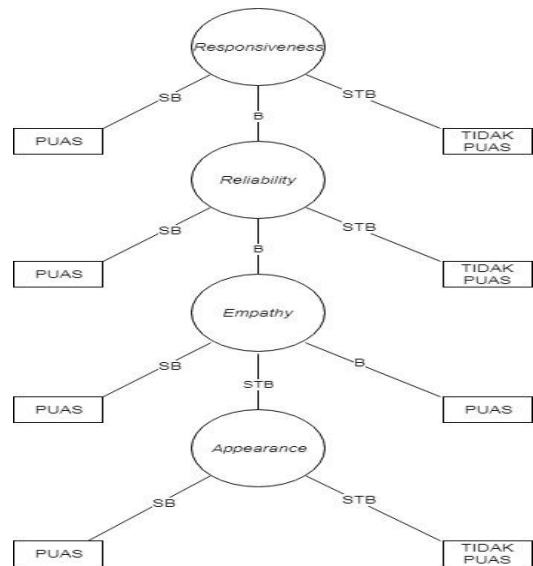 Responsiveness
SB
STB
B
PUAS
TIDAK
PUAS
Reliability
SB
STB
B
PUAS
TIDAK
PUAS
Empathy
SB
B
STB
PUAS
PUAS
Appearance
SB
STB
PUAS
TIDAK
PUAS